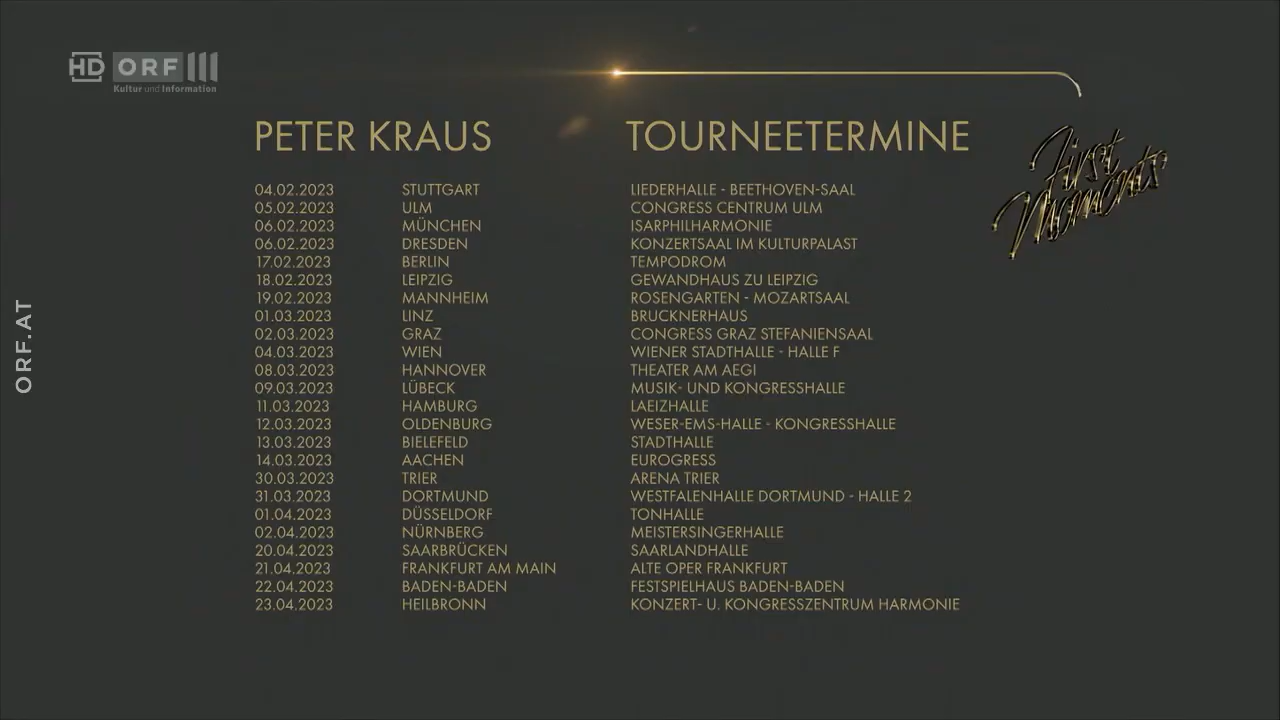 HD ORF III
Kultur und Information
PETER KRAUS TOURNEETERMINE
First Moments
04.02.2023 STUTTGART LIEDERHALLE - BEETHOVEN-SAAL
05.02.2023 ULM CONGRESS CENTRUM ULM
06.02.2023 MÜNCHEN ISARPHILHARMONIE
06.02.2023 DRESDEN KONZERTSAAL IM KULTURPALAST
17.02.2023 BERLIN TEMPODROM
18.02.2023 LEIPZIG GEWANDHAUS ZU LEIPZIG
19.02.2023 MANNHEIM ROSENGARTEN - MOZARTSAAL
01.03.2023 LINZ BRUCKNERHAUS
02.03.2023 GRAZ CONGRESS GRAZ STEFANIENSAAL
04.03.2023 WIEN WIENER STADTHALLE - HALLE F
08.03.2023 HANNOVER THEATER AM AEGI
09.03.2023 LÜBECK MUSIK- UND KONGRESSHALLE
11.03.2023 HAMBURG LAEIZHALLE
12.03.2023 OLDENBURG WESER-EMS-HALLE - KONGRESSHALLE
13.03.2023 BIELEFELD STADTHALLE
14.03.2023 AACHEN EUROGRESS
30.03.2023 TRIER ARENA TRIER
31.03.2023 DORTMUND WESTFALENHALLE DORTMUND - HALLE 2
01.04.2023 DÜSSELDORF TONHALLE
02.04.2023 NÜRNBERG MEISTERSINGERHALLE
20.04.2023 SAARBRÜCKEN SAARLANDHALLE
21.04.2023 FRANKFURT AM MAIN ALTE OPER FRANKFURT
22.04.2023 BADEN-BADEN FESTSPIELHAUS BADEN-BADEN
23.04.2023 HEILBRONN KONZERT- U. KONGRESSZENTRUM HARMONIE
ORF.AT